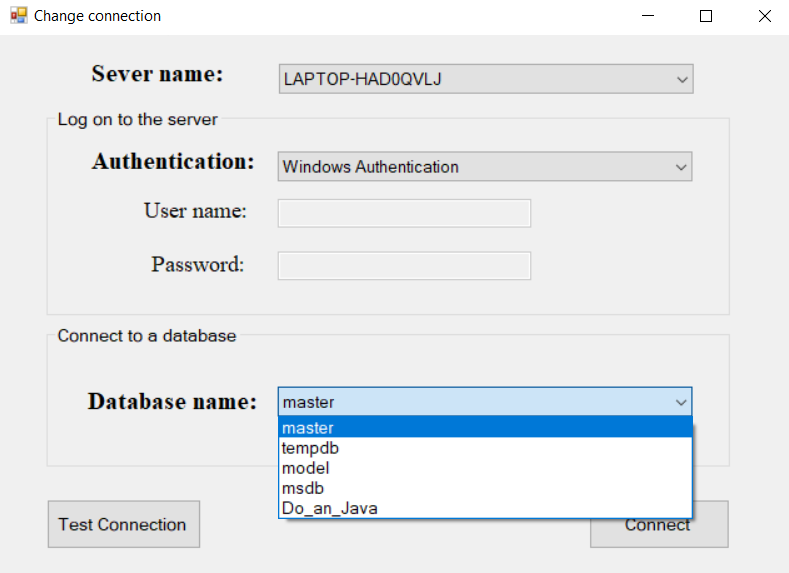 Change connection
Sever name:
LAPTOP-HAD0QVLJ
Log on to the server
Authentication:
Windows Authentication
User name:
Password:
Connect to a database
Database name:
master
master
tempdb
model
msdb
Do_an_Java
Test Connection
Connect